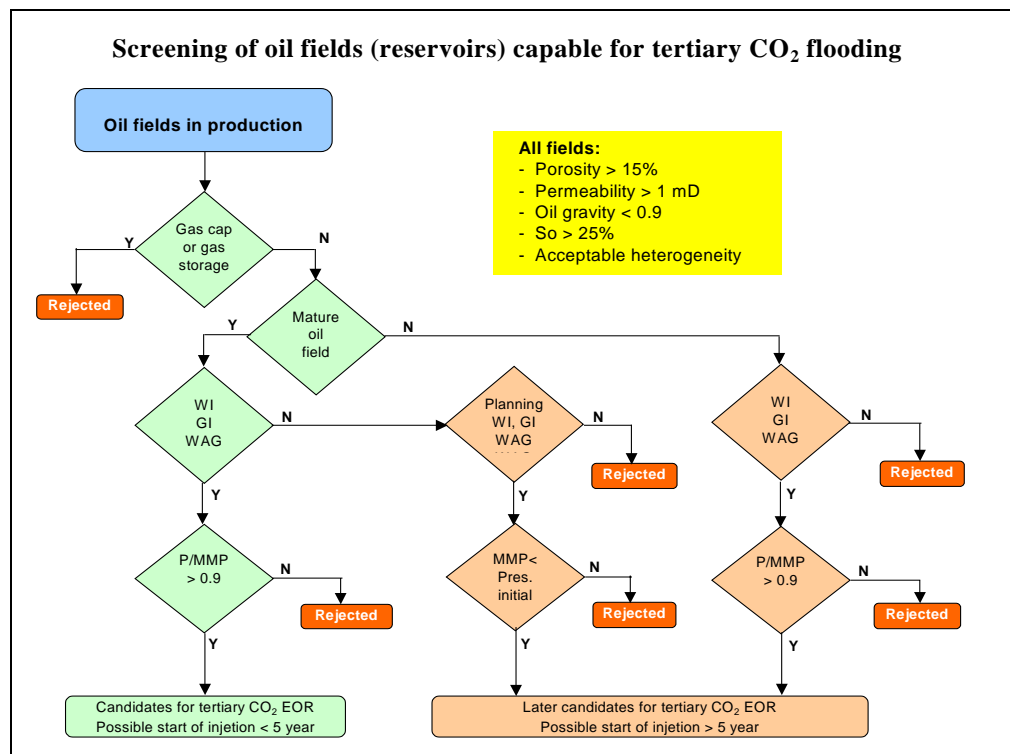 Screening of oil fields (reservoirs) capable for tertiary CO₂ flooding
Oil fields in production
All fields:
- Porosity > 15%
- Permeability > 1 mD
- Oil gravity < 0.9
- So > 25%
- Acceptable heterogeneity
Gas cap
or gas
storage
Y
N
Rejected
Mature
oil
field
Y
N
WI
GI
WAG
N
Y
Planning
WI, GI
WAG
N
Rejected
Y
WI
GI
WAG
N
Rejected
Y
P/MMP
> 0.9
N
Rejected
Y
MMP<
Pres.
initial
N
Rejected
Y
P/MMP
> 0.9
N
Rejected
Y
Candidates for tertiary CO₂ EOR
Possible start of injetion < 5 year
Later candidates for tertiary CO₂ EOR
Possible start of injetion > 5 year